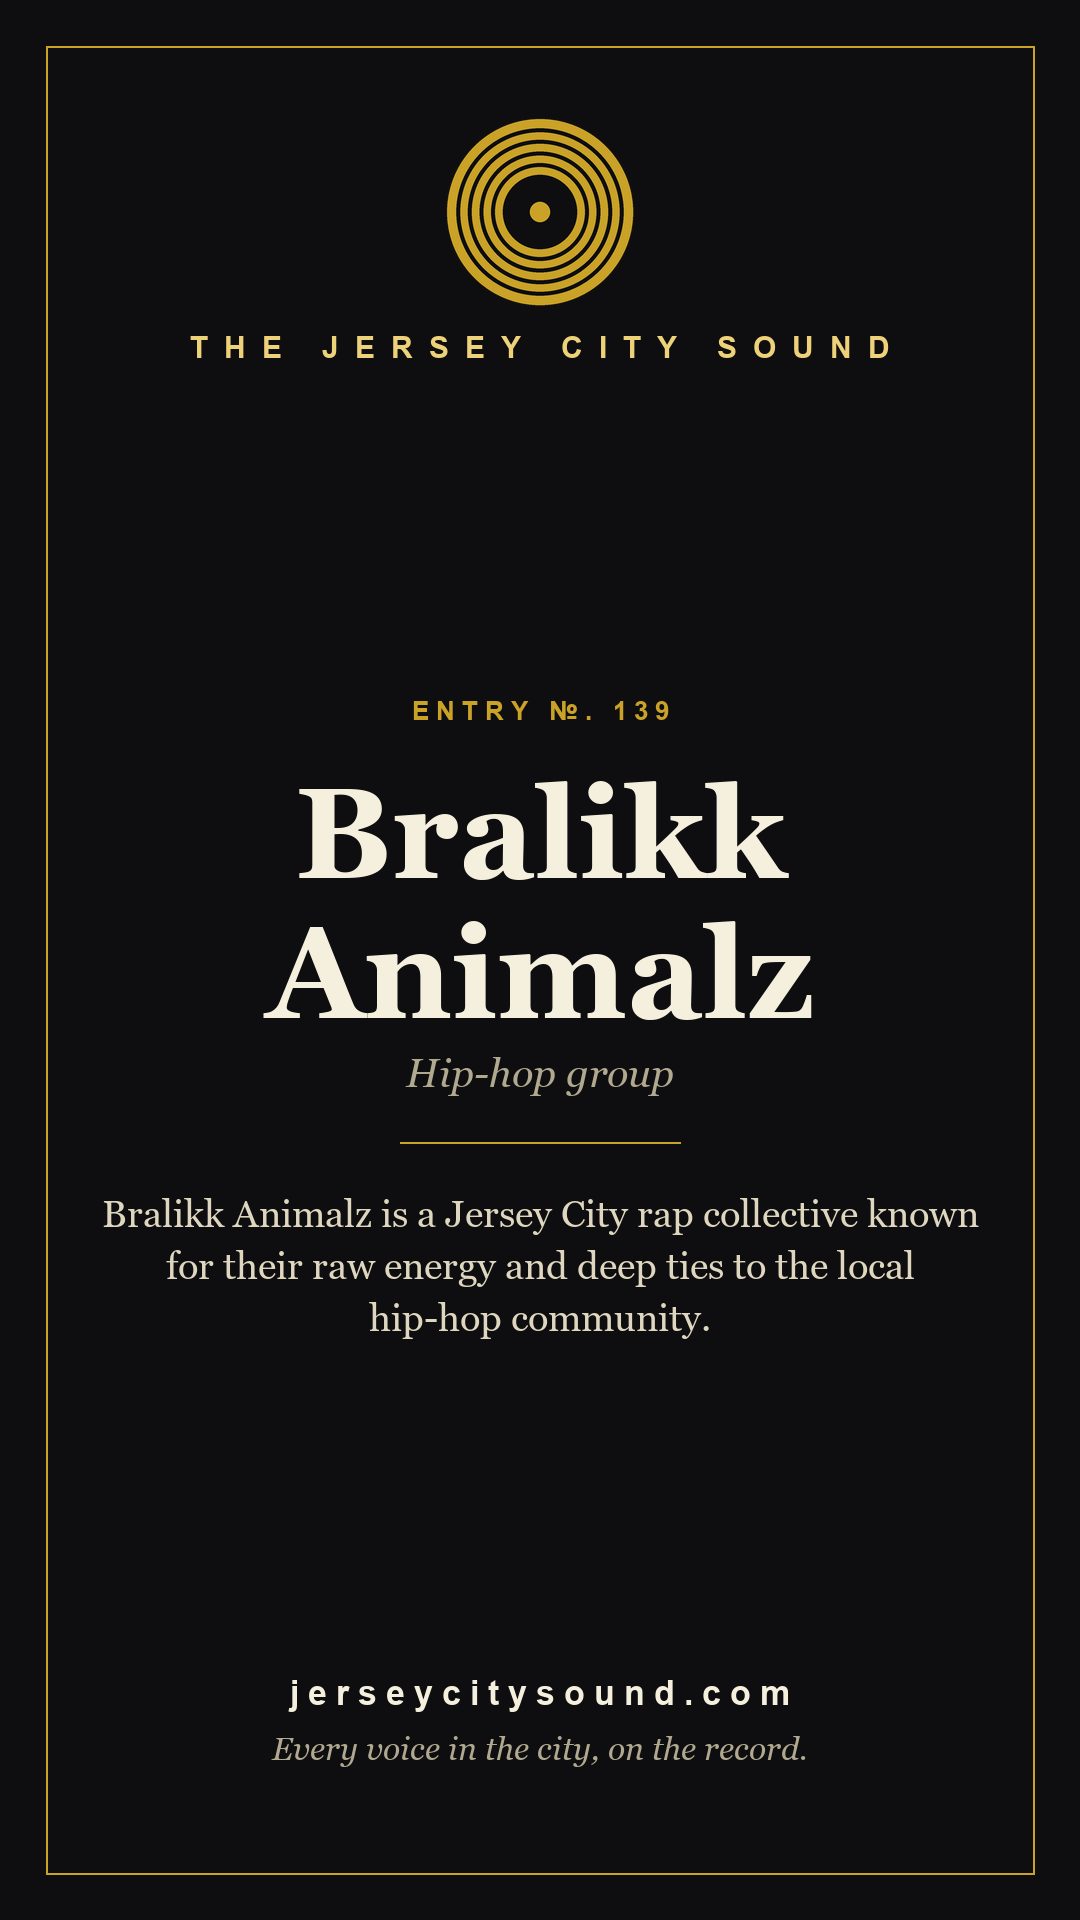 THE JERSEY CITY SOUND
ENTRY №. 139
Bralikk
Animalz
Hip-hop group
Bralikk Animalz is a Jersey City rap collective known
for their raw energy and deep ties to the local
hip-hop community.
jerseycitysound.com
Every voice in the city, on the record.